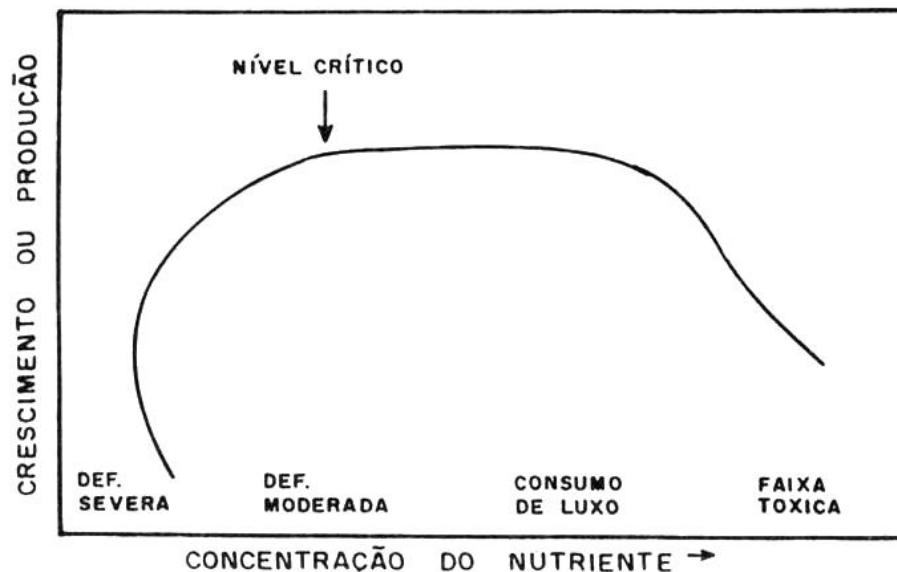 CRESCIMENTO OU PRODUÇÃO
NÍVEL CRÍTICO
DEF.
SEVERA
DEF.
MODERADA
CONSUMO
DE LUXO
FAIXA
TOXICA
CONCENTRAÇÃO DO NUTRIENTE →